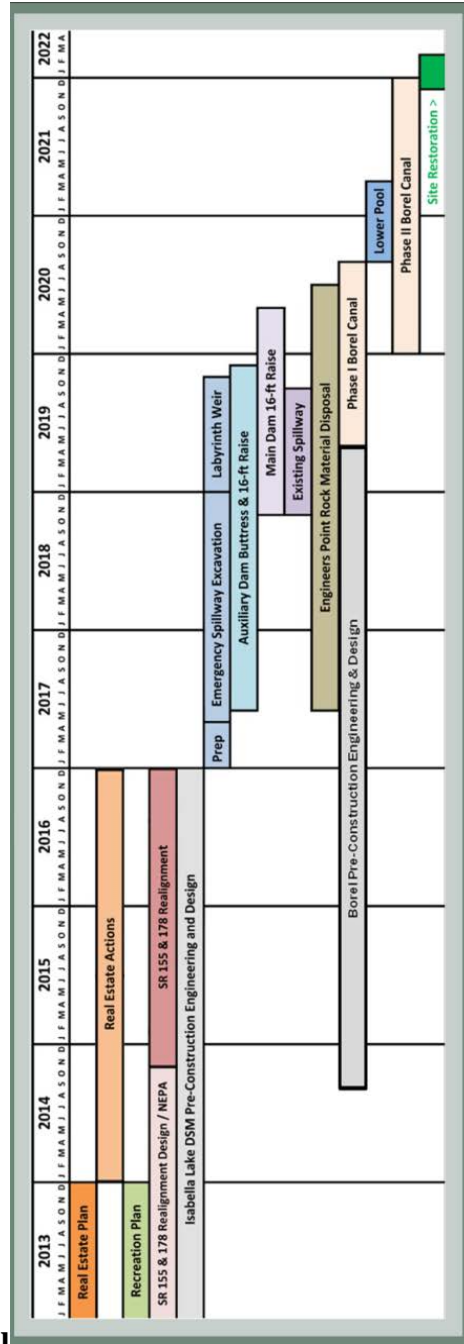 2013 2014 2015 2016 2017 2018 2019 2020 2021 2022
J F M A M J J A S O N D J F M A M J J A S O N D J F M A M J J A S O N D J F M A M J J A S O N D J F M A M J J A S O N D J F M A M J J A S O N D J F M A M J J A S O N D J F M A M J J A S O N D J F M A M J J A S O N D J F M A
Real Estate Plan
Real Estate Actions
Recreation Plan
SR 155 & 178 Realignment Design / NEPA SR 155 & 178 Realignment
Isabella Lake DSM Pre-Construction Engineering and Design
Prep Emergency Spillway Excavation Labyrinth Weir
Auxiliary Dam Buttress & 16-ft Raise
Main Dam 16-ft Raise
Existing Spillway
Engineers Point Rock Material Disposal
Borel Pre-Construction Engineering & Design Phase I Borel Canal
Lower Pool
Phase II Borel Canal
Site Restoration >